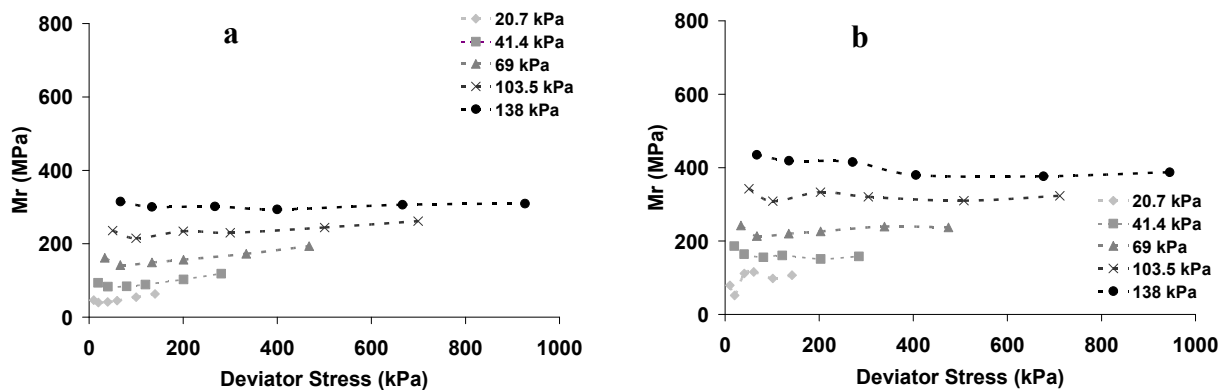 a
800
600
400
200
0
Mr (MPa)
0 200 400 600 800 1000
Deviator Stress (kPa)
20.7 kPa
41.4 kPa
69 kPa
103.5 kPa
138 kPa
b
800
600
400
200
0
Mr (MPa)
0 200 400 600 800 1000
Deviator Stress (kPa)
20.7 kPa
41.4 kPa
69 kPa
103.5 kPa
138 kPa